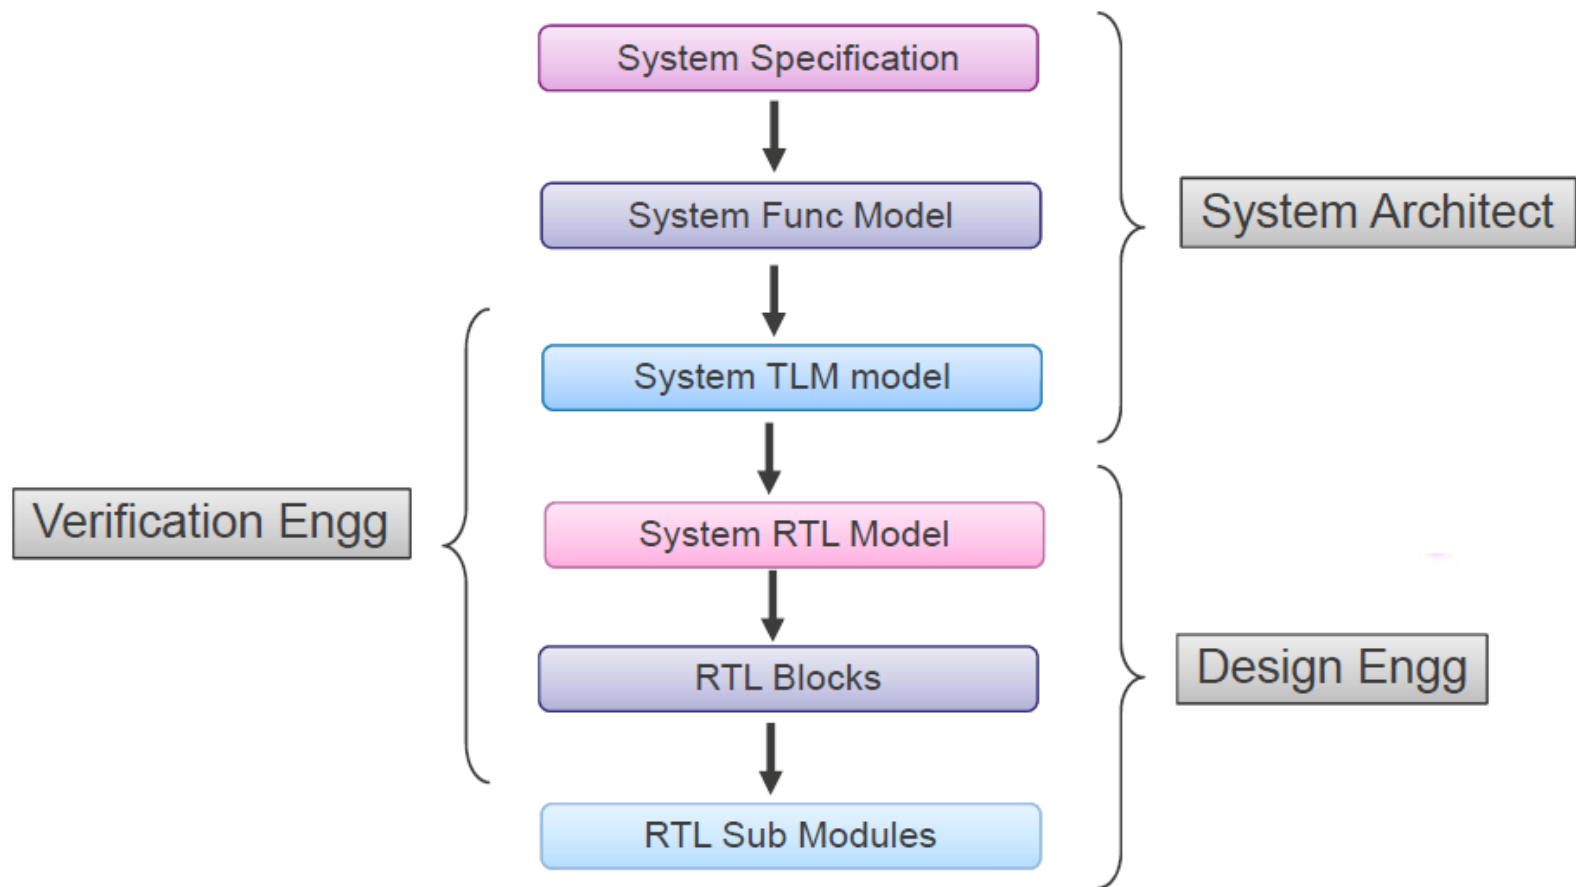 System Specification
System Func Model
System Architect
System TLM model
Verification Engg
System RTL Model
RTL Blocks
Design Engg
RTL Sub Modules